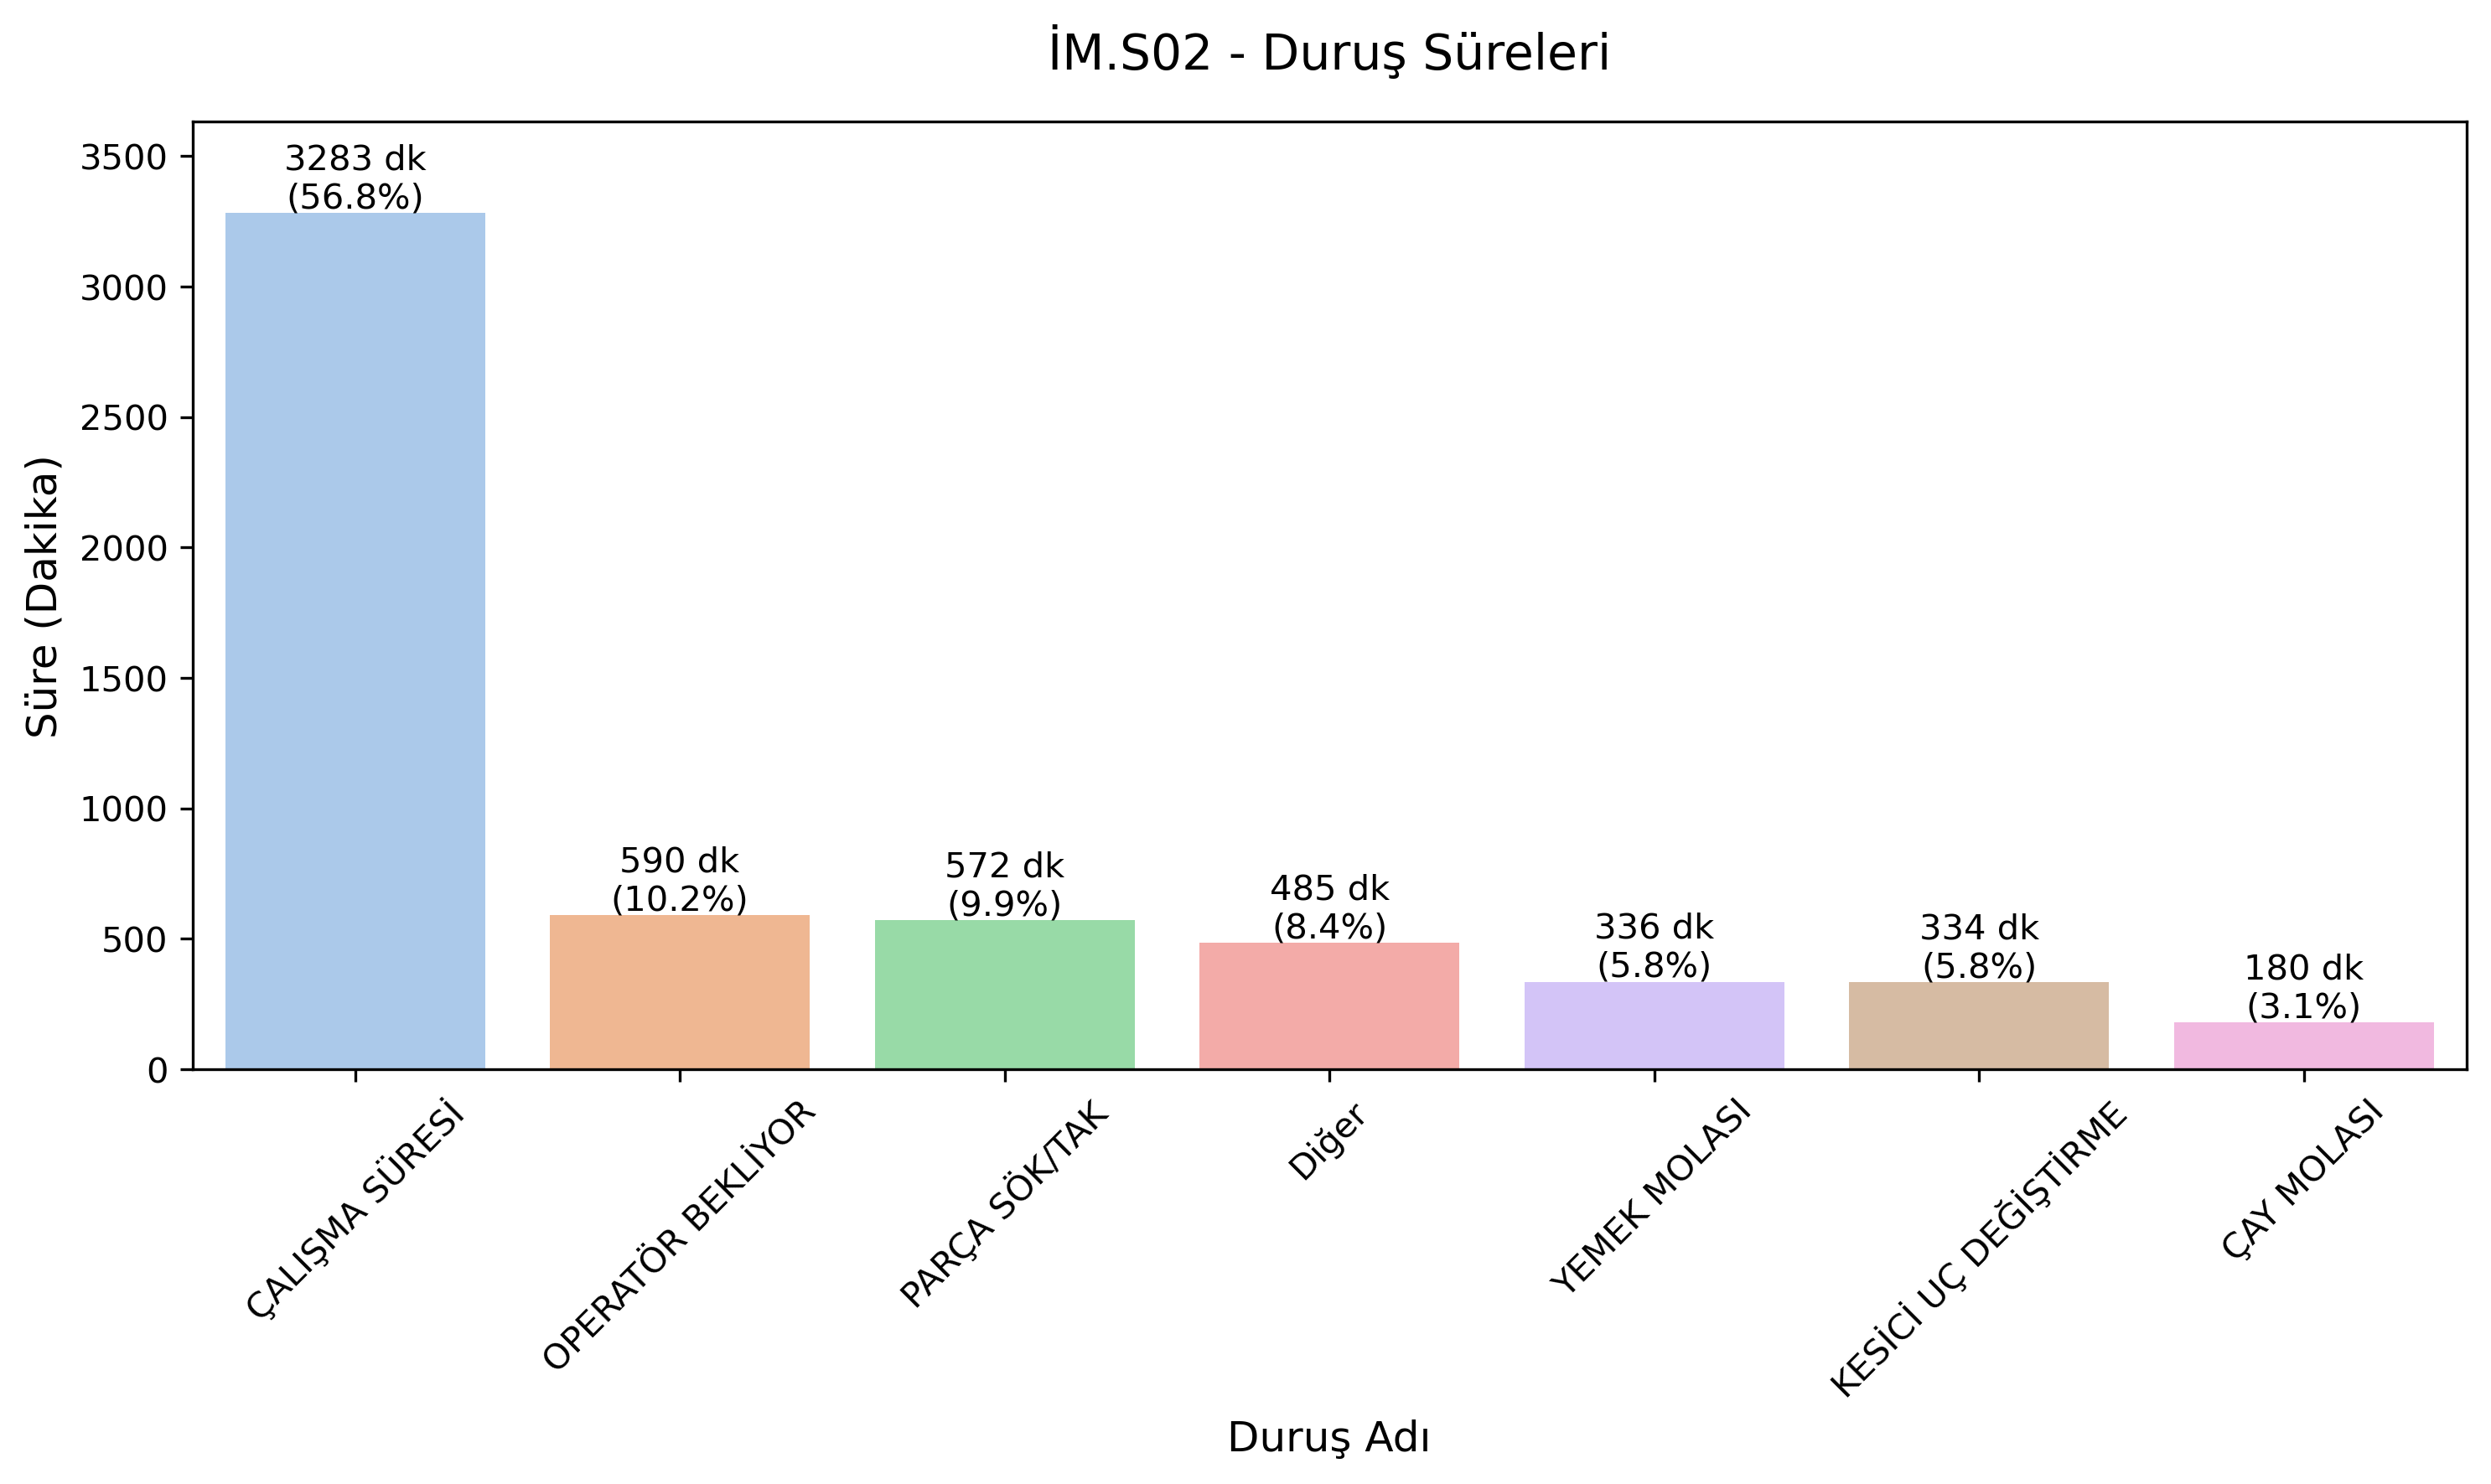 İM.S02 - Duruş Süreleri
Süre (Dakika)
3500
3000
2500
2000
1500
1000
500
0
3283 dk
(56.8%)
590 dk
(10.2%)
572 dk
(9.9%)
485 dk
(8.4%)
336 dk
(5.8%)
334 dk
(5.8%)
180 dk
(3.1%)
ÇALIŞMA SÜRESİ
OPERATÖR BEKLİYOR
PARÇA SÖK/TAK
Diğer
YEMEK MOLASI
KESİCİ UÇ DEĞİŞTİRME
ÇAY MOLASI
Duruş Adı